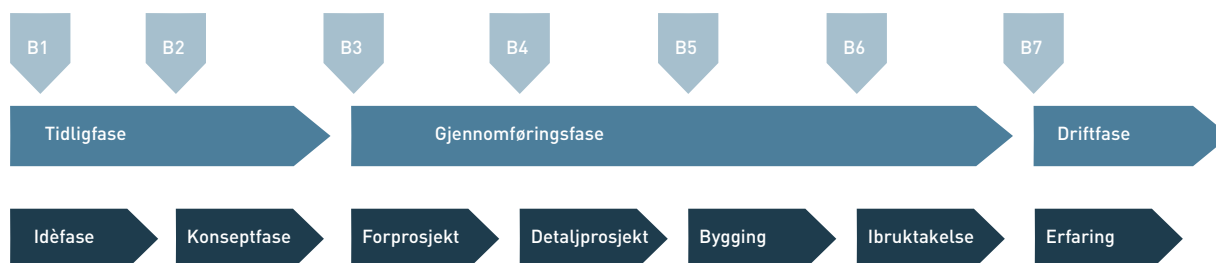 B1
B2
B3
B4
B5
B6
B7
Tidligfase
Gjennomføringsfase
Driftfase
Idèfase
Konseptfase
Forprosjekt
Detaljprosjekt
Bygging
Ibruktakelse
Erfaring